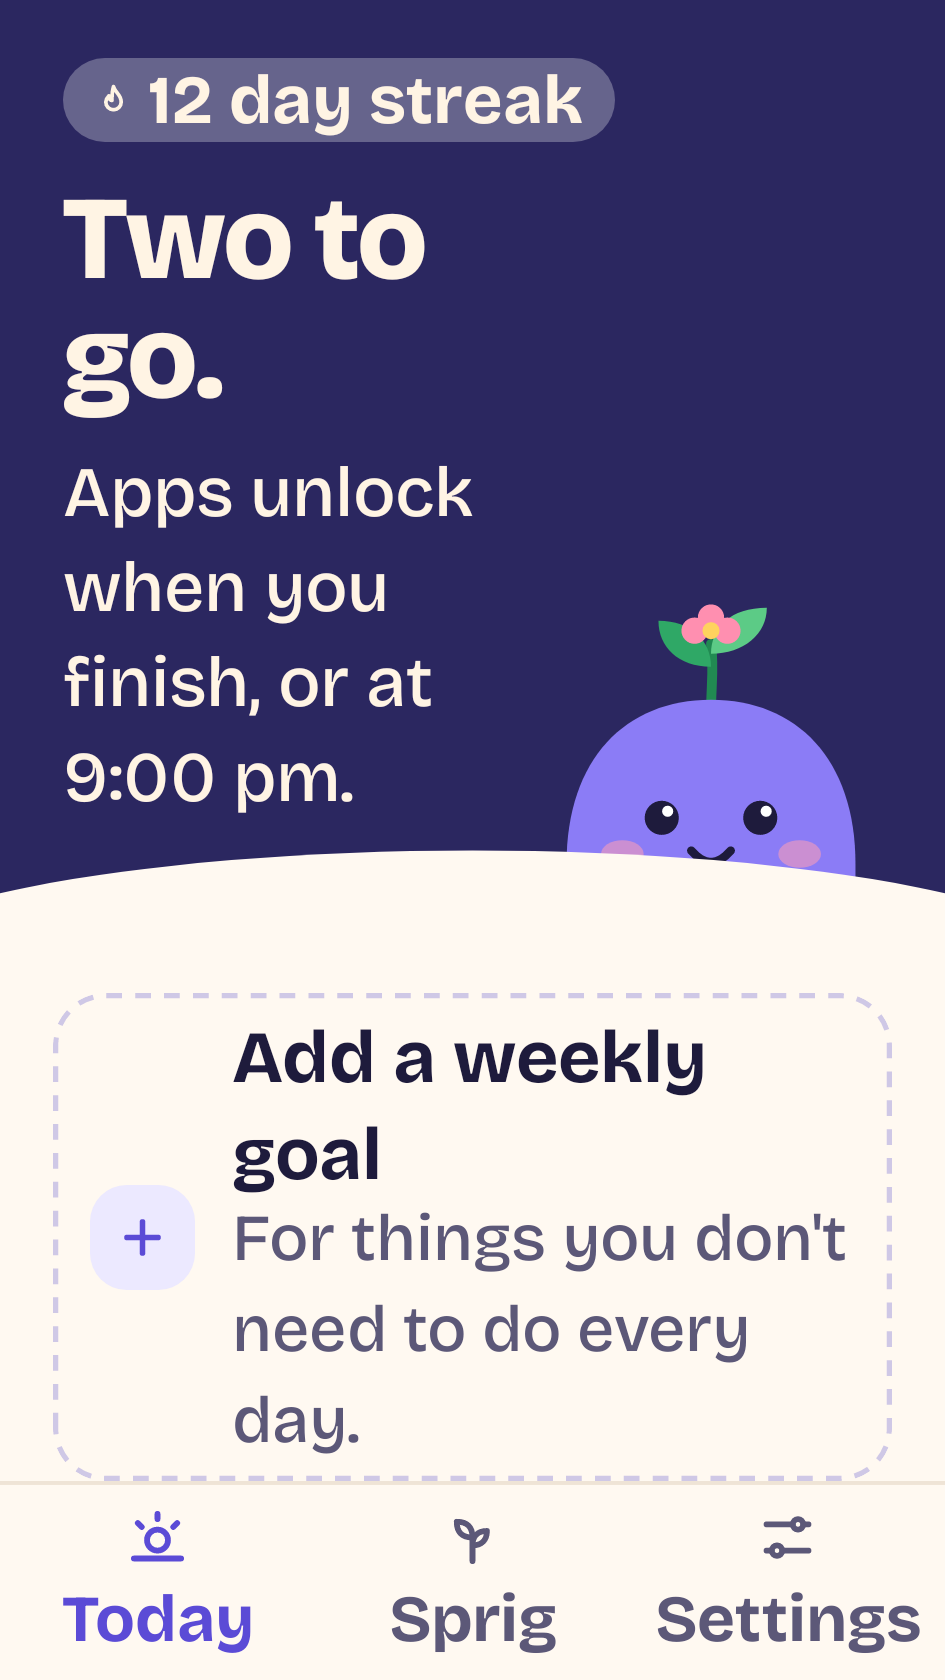 12 day streak
Two to
go.
Apps unlock
when you
finish, or at
9:00 pm.
Add a weekly
goal
For things you don't
need to do every
day.
Today
Sprig
Settings